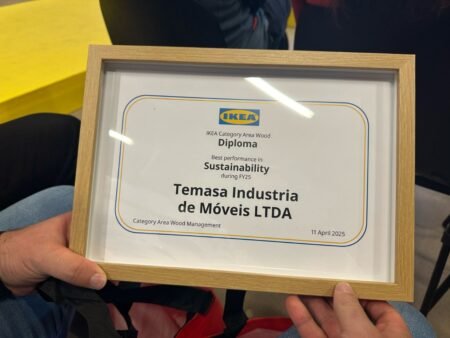 IKEA
IKEA Category Area Wood
Diploma
Best performance in
Sustainability
during FY25
Temasa Industria
de Móveis LTDA
Category Area Wood Management
11 April 2025